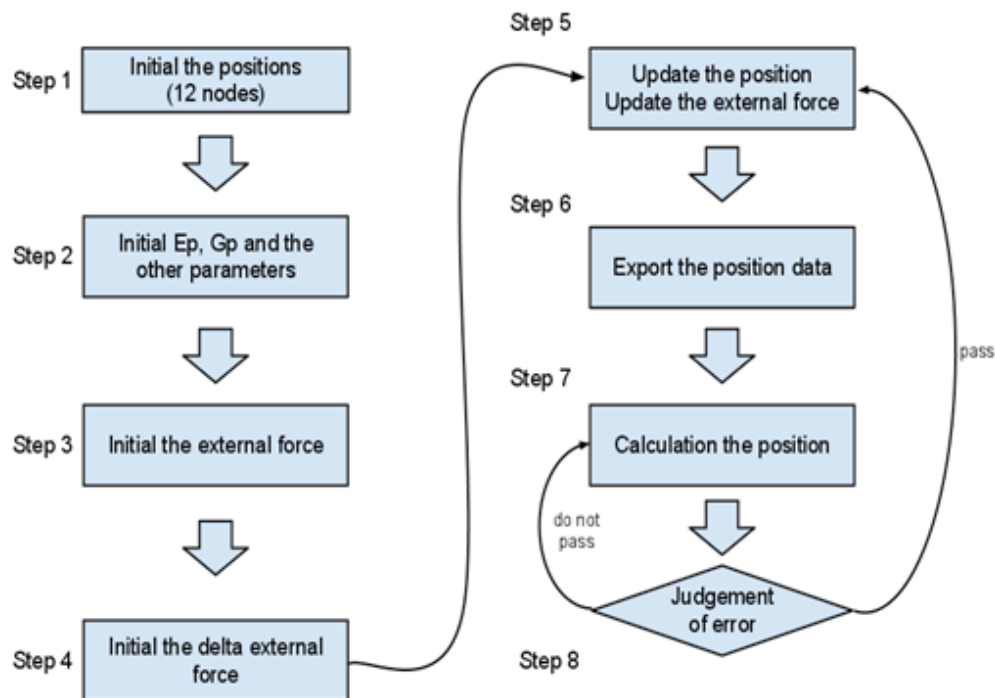 Step 1
Initial the positions
(12 nodes)
Step 2
Initial Ep, Gp and the
other parameters
Step 3
Initial the external force
Step 4
Initial the delta external
force
Step 5
Update the position
Update the external force
Step 6
Export the position data
Step 7
Calculation the position
do not
pass
pass
Judgement
of error
Step 8